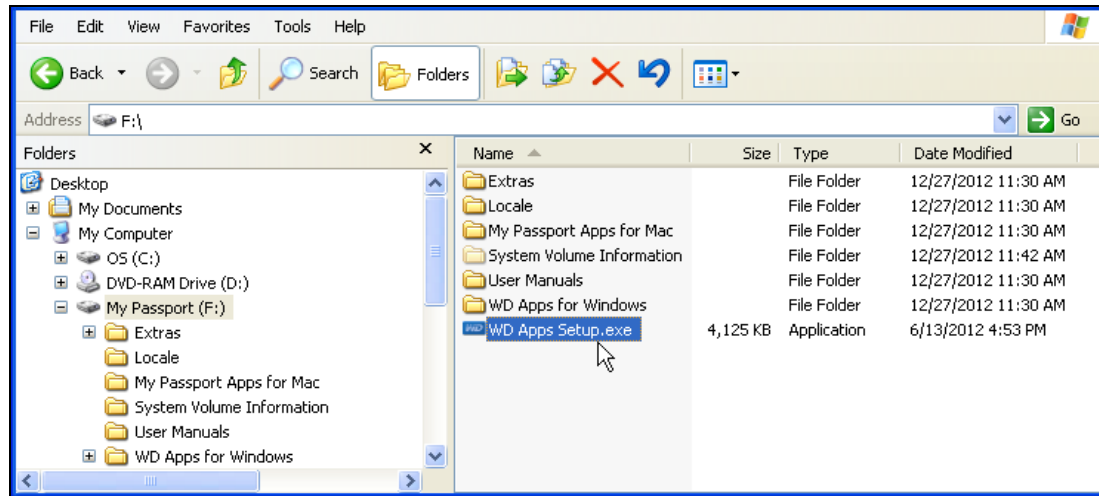 File Edit View Favorites Tools Help
Back Search Folders
Address F:\ Go
Folders
Desktop
My Documents
My Computer
OS (C:)
DVD-RAM Drive (D:)
My Passport (F:)
Extras
Locale
My Passport Apps for Mac
System Volume Information
User Manuals
WD Apps for Windows
Name Size Type Date Modified
Extras File Folder 12/27/2012 11:30 AM
Locale File Folder 12/27/2012 11:30 AM
My Passport Apps for Mac File Folder 12/27/2012 11:30 AM
System Volume Information File Folder 12/27/2012 11:42 AM
User Manuals File Folder 12/27/2012 11:30 AM
WD Apps for Windows File Folder 12/27/2012 11:30 AM
WD Apps Setup.exe 4,125 KB Application 6/13/2012 4:53 PM